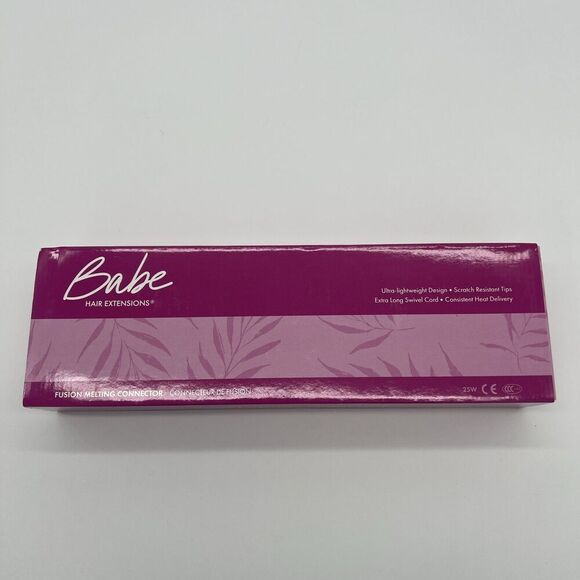 Babe
HAIR EXTENSIONS®
Ultra-lightweight Design • Scratch Resistant Tips
Extra Long Swivel Cord • Consistent Heat Delivery
FUSION MELTING CONNECTOR CONNECTEUR DE FUSION
25W CE CCC